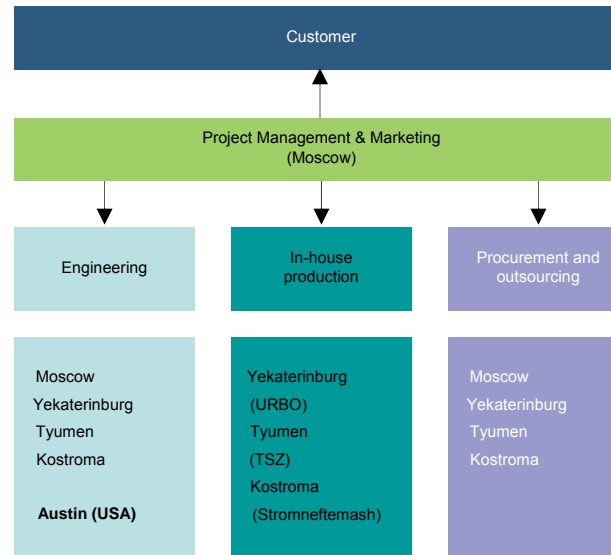 Customer
Project Management & Marketing
(Moscow)
Engineering
In-house
production
Procurement and
outsourcing
Moscow
Yekaterinburg
Tyumen
Kostroma
Austin (USA)
Yekaterinburg
(URBO)
Tyumen
(TSZ)
Kostroma
(Stromneftemash)
Moscow
Yekaterinburg
Tyumen
Kostroma